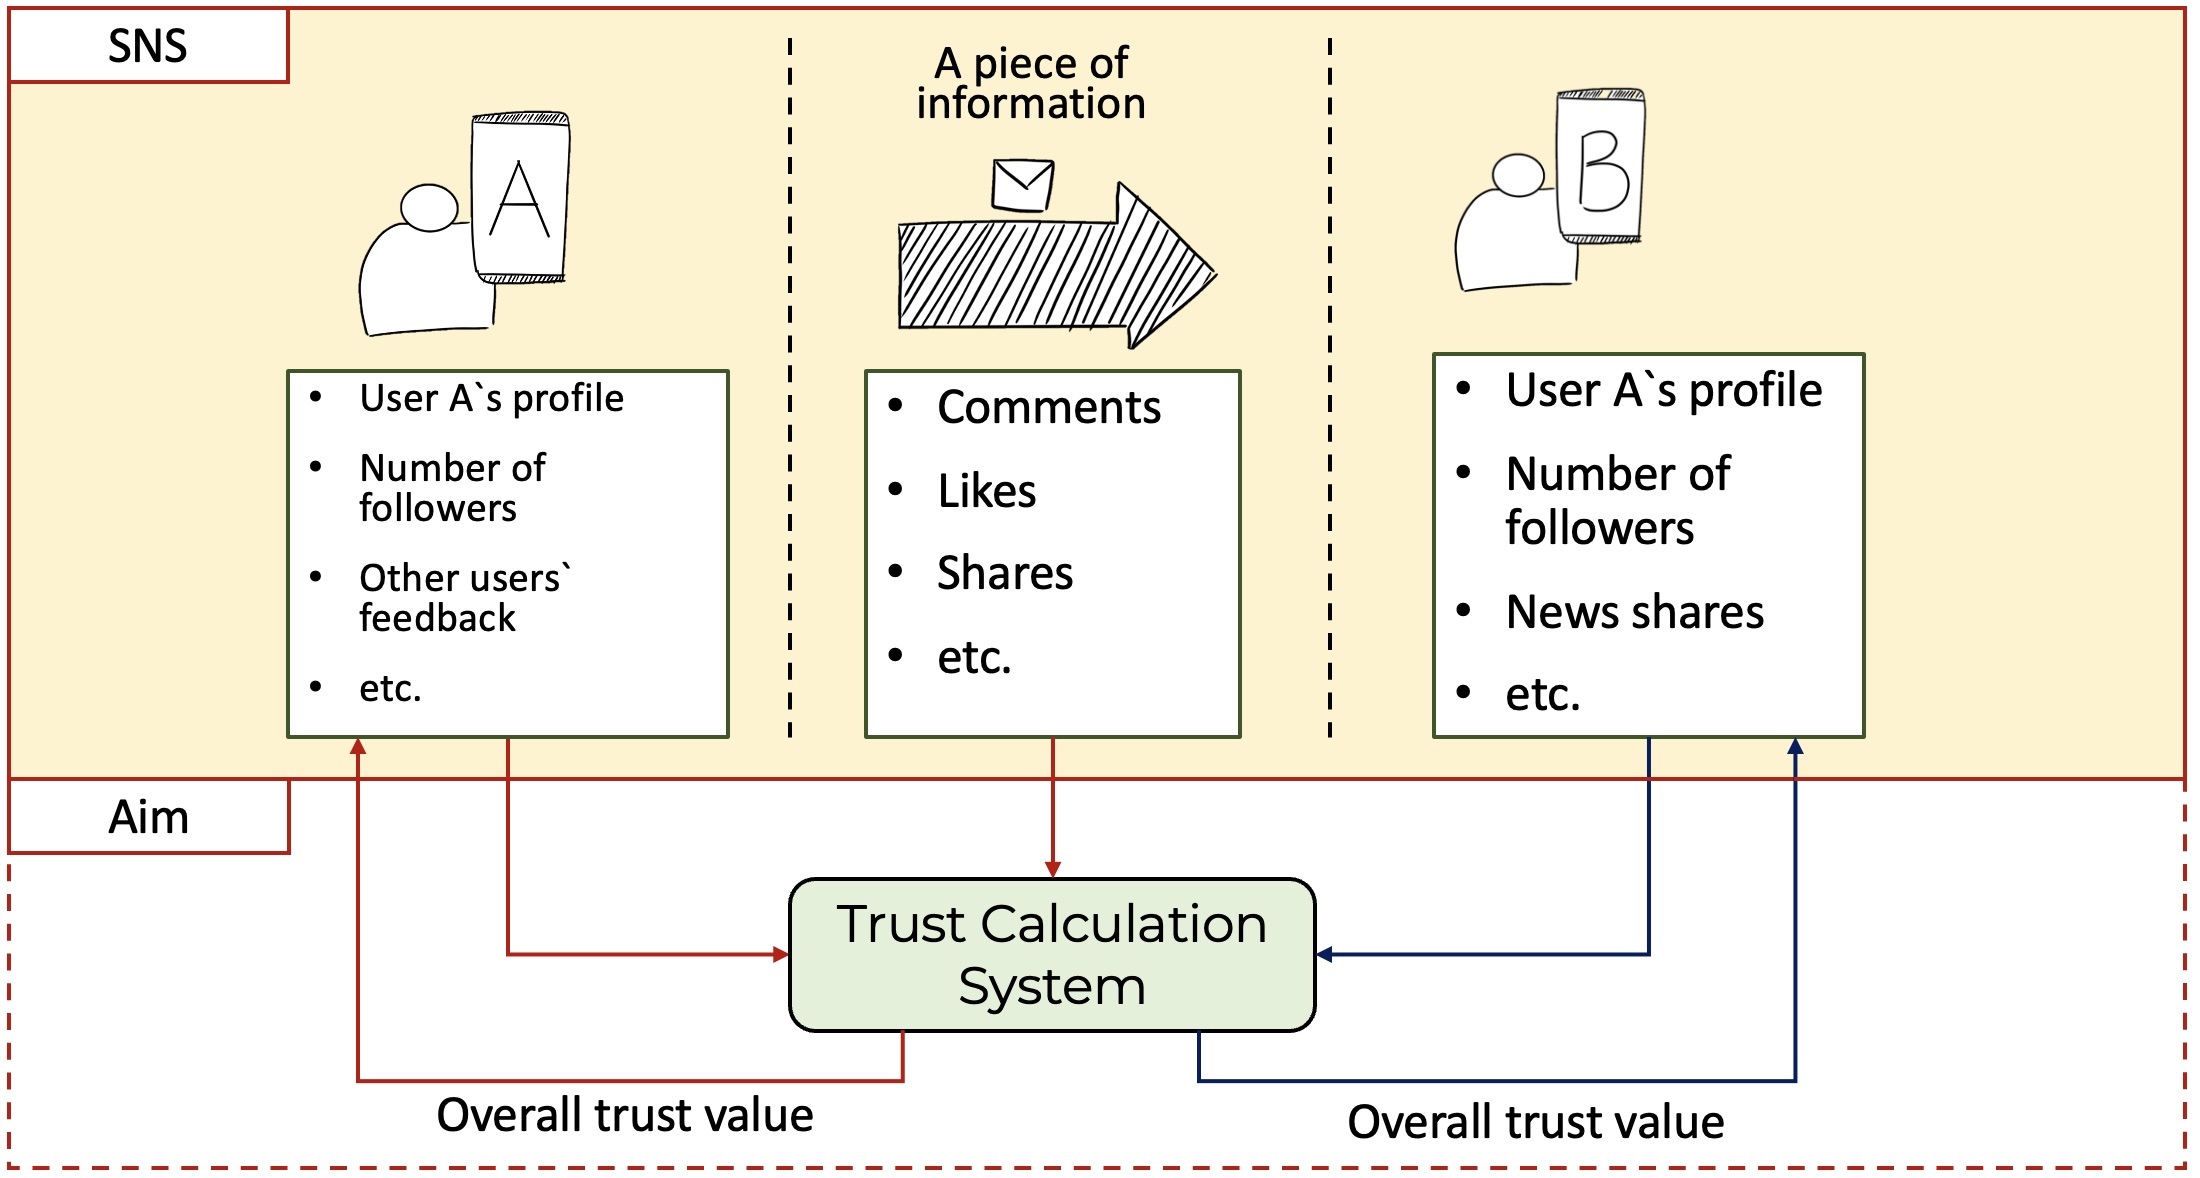 SNS
A piece of
information
A
B
• User A`s profile
• Number of
followers
• Other users`
feedback
• etc.
• Comments
• Likes
• Shares
• etc.
• User A`s profile
• Number of
followers
• News shares
• etc.
Aim
Trust Calculation
System
Overall trust value
Overall trust value